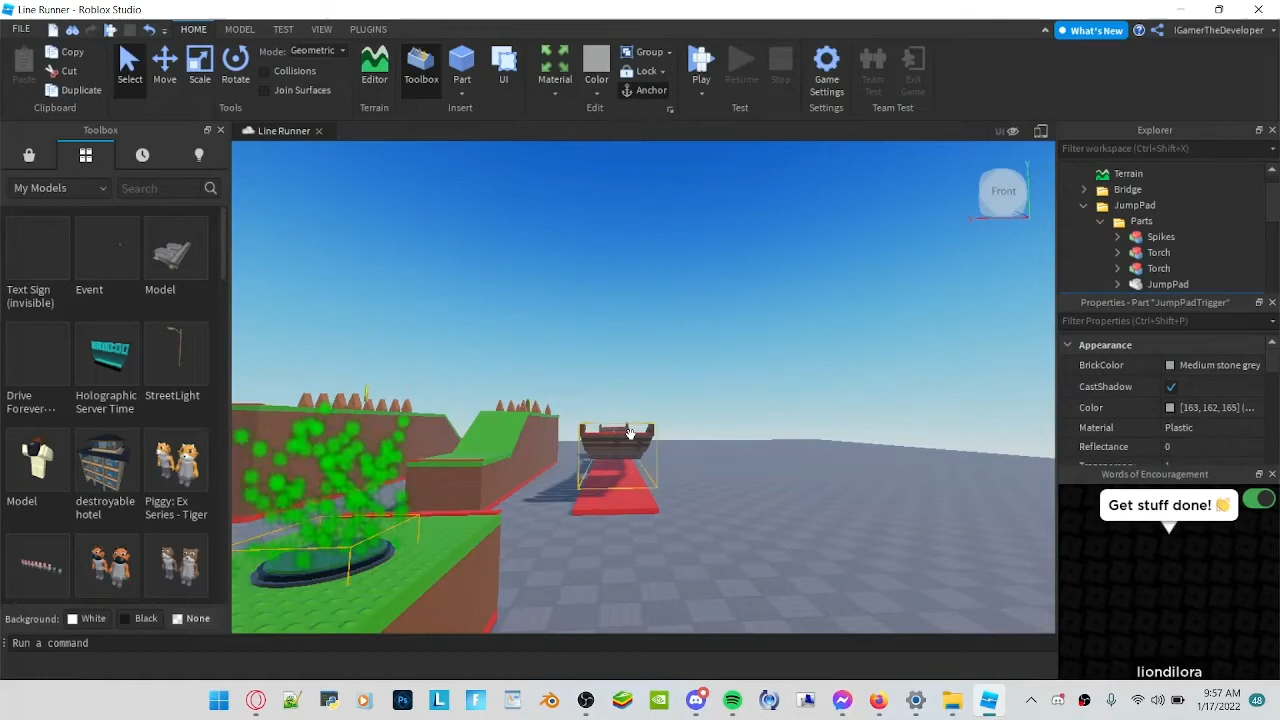 Line Runner - Roblox Studio
FILE HOME MODEL TEST VIEW PLUGINS What's New IGamerTheDeveloper
Paste Copy Cut Duplicate Clipboard
Select Move Scale Rotate Mode: Geometric Collisions Join Surfaces Tools
Editor Terrain
Toolbox Part UI Insert
Material Color Group Lock Anchor Edit
Play Resume Stop Test
Game Settings Settings
Team Test Exit Game Team Test
Toolbox
My Models Search
Text Sign (invisible) Event Model
Drive Forever... Holographic Server Time StreetLight
Model destroyable hotel Piggy: Ex Series - Tiger
Background: White Black None
Run a command
Line Runner
UI
Front
Y
Explorer
Filter workspace (Ctrl+Shift+X)
Terrain
Bridge
JumpPad
Parts
Spikes
Torch
Torch
JumpPad
Properties - Part "JumpPadTrigger"
Filter Properties (Ctrl+Shift+P)
Appearance
BrickColor Medium stone grey
CastShadow
Color [163, 162, 165] (...
Material Plastic
Reflectance 0
Words of Encouragement
Get stuff done! 👏
liondilora
9:57 AM
1/17/2022
48